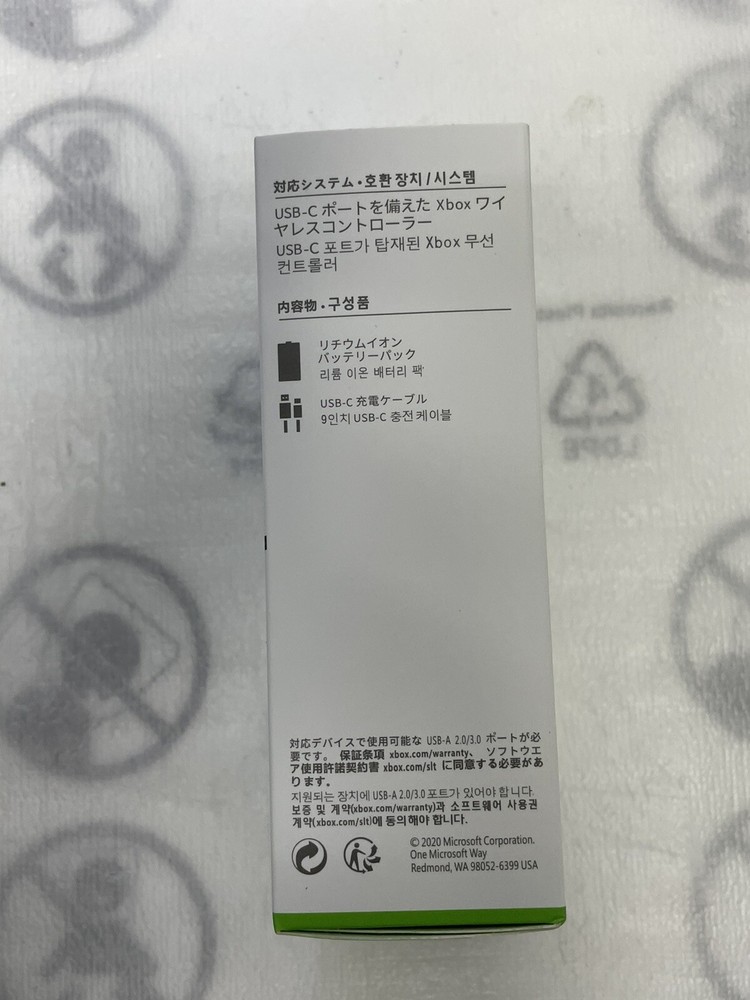 対応システム • 호환 장치 / 시스템
USB-C ポートを備えた Xbox ワイ
ヤレスコントローラー
USB-C 포트가 탑재된 Xbox 무선
컨트롤러
内容物 • 구성품
リチウムイオン
バッテリーパック
리튬 이온 배터리 팩
USB-C 充電ケーブル
9인치 USB-C 충전 케이블
LDPE
対応デバイスで使用可能な USB-A 2.0/3.0 ポートが必
要です。 保証条項 xbox.com/warranty、 ソフトウエ
ア使用許諾契約書 xbox.com/slt に同意する必要があ
ります。
지원되는 장치에 USB-A 2.0/3.0 포트가 있어야 합니다.
보증 및 계약(xbox.com/warranty)과 소프트웨어 사용권
계약(xbox.com/slt)에 동의해야 합니다.
© 2020 Microsoft Corporation.
One Microsoft Way
Redmond, WA 98052-6399 USA